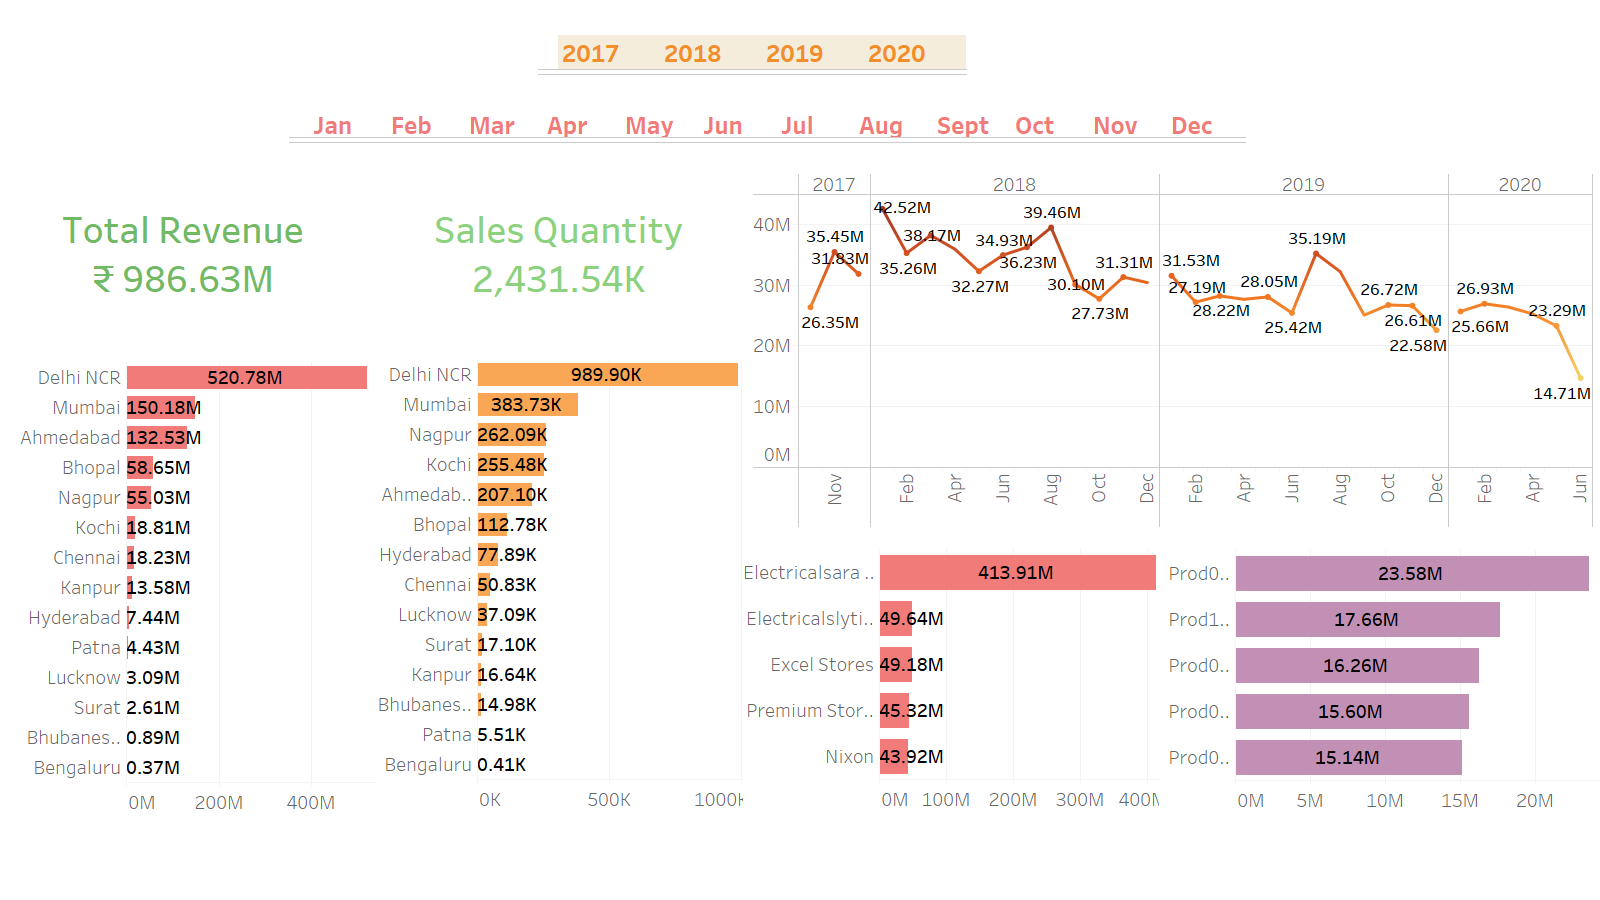 2017 2018 2019 2020
Jan Feb Mar Apr May Jun Jul Aug Sept Oct Nov Dec
Total Revenue
₹ 986.63M
Sales Quantity
2,431.54K
2017 2018 2019 2020
40M
30M
20M
10M
0M
26.35M
35.45M
31.83M
42.52M
35.26M
38.17M
32.27M
34.93M
36.23M
39.46M
30.10M
27.73M
31.31M
31.53M
27.19M
28.22M
28.05M
25.42M
35.19M
26.72M
26.61M
22.58M
25.66M
26.93M
23.29M
14.71M
Nov Feb Apr Jun Aug Oct Dec Feb Apr Jun Aug Oct Dec Feb Apr Jun
Delhi NCR 520.78M
Mumbai 150.18M
Ahmedabad 132.53M
Bhopal 58.65M
Nagpur 55.03M
Kochi 18.81M
Chennai 18.23M
Kanpur 13.58M
Hyderabad 7.44M
Patna 4.43M
Lucknow 3.09M
Surat 2.61M
Bhubanes.. 0.89M
Bengaluru 0.37M
0M 200M 400M
Delhi NCR 989.90K
Mumbai 383.73K
Nagpur 262.09K
Kochi 255.48K
Ahmedab.. 207.10K
Bhopal 112.78K
Hyderabad 77.89K
Chennai 50.83K
Lucknow 37.09K
Surat 17.10K
Kanpur 16.64K
Bhubanes.. 14.98K
Patna 5.51K
Bengaluru 0.41K
0K 500K 1000K
Electricalsara .. 413.91M
Electricalslyti.. 49.64M
Excel Stores 49.18M
Premium Stor.. 45.32M
Nixon 43.92M
0M 100M 200M 300M 400M
Prod0.. 23.58M
Prod1.. 17.66M
Prod0.. 16.26M
Prod0.. 15.60M
Prod0.. 15.14M
0M 5M 10M 15M 20M